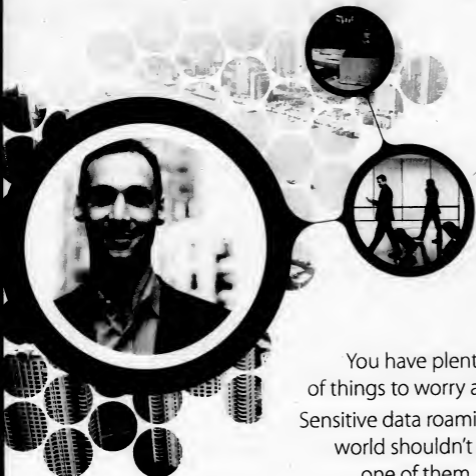 You have plent
of things to worry a
Sensitive data roami
world shouldn't
one of them